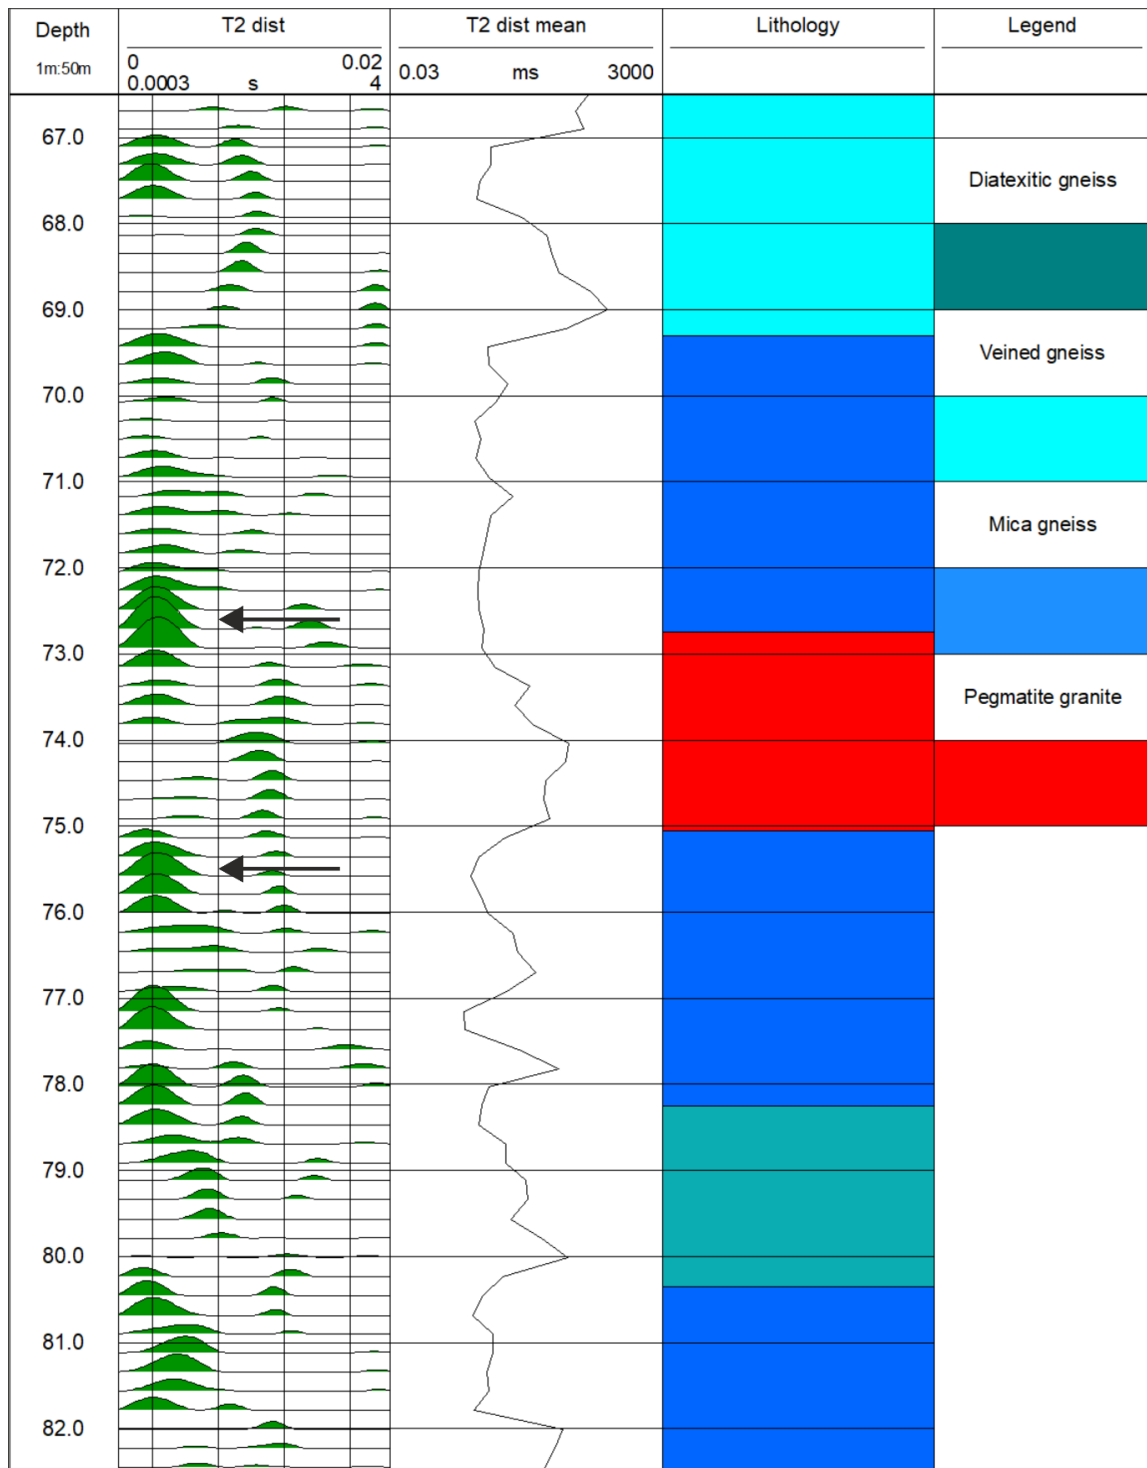 Depth
1m:50m
T2 dist
0 0.02
0.0003 s 4
T2 dist mean
0.03 ms 3000
Lithology
Legend
67.0
68.0
69.0
70.0
71.0
72.0
73.0
74.0
75.0
76.0
77.0
78.0
79.0
80.0
81.0
82.0
Diatexitic gneiss
Veined gneiss
Mica gneiss
Pegmatite granite